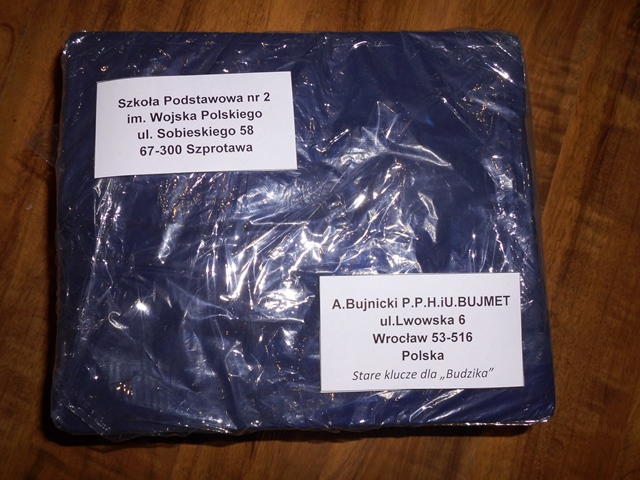 Szkoła Podstawowa nr 2
im. Wojska Polskiego
ul. Sobieskiego 58
67-300 Szprotawa
A.Bujnicki P.P.H.iU.BUJMET
ul.Lwowska 6
Wrocław 53-516
Polska
Stare klucze dla „Budzika”